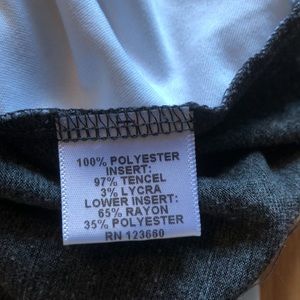 100% POLYESTER
INSERT:
97% TENCEL
3% LYCRA
LOWER INSERT:
65% RAYON
35% POLYESTER
RN 123660